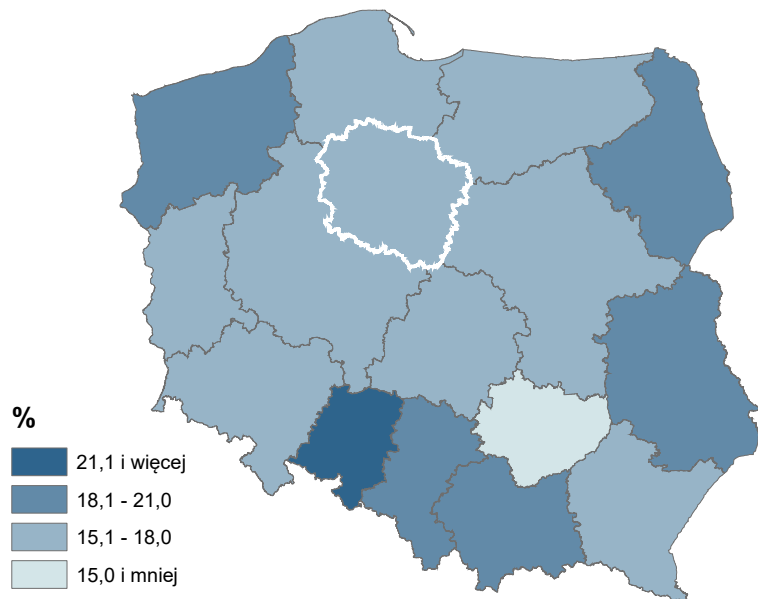 %
21,1 i więcej
18,1 - 21,0
15,1 - 18,0
15,0 i mniej